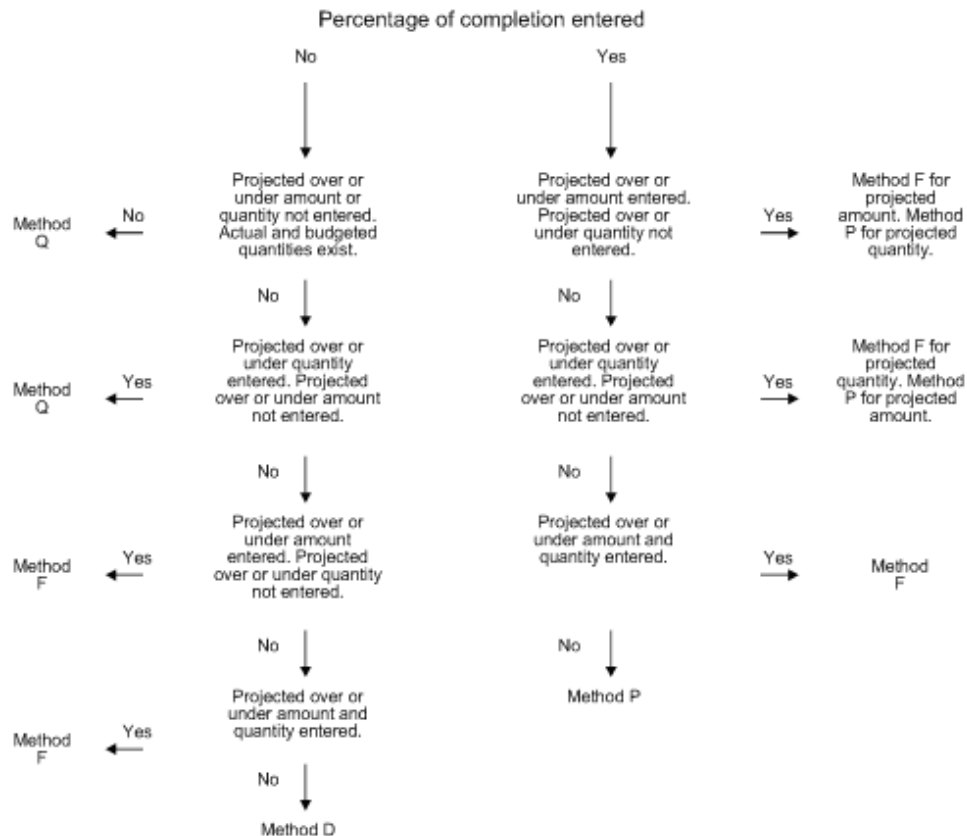 Percentage of completion entered
No
Yes
Projected over or
under amount or
quantity not entered.
Actual and budgeted
quantities exist.
No
Method
Q
Projected over or
under amount entered.
Projected over or
under quantity not
entered.
Yes
Method F for
projected
amount. Method
P for projected
quantity.
No
No
Projected over or
under quantity
entered. Projected
over or under amount
not entered.
Yes
Method
Q
Projected over or
under quantity
entered. Projected
over or under amount
not entered.
Yes
Method F for
projected
quantity. Method
P for projected
amount.
No
No
Projected over or
under amount
entered. Projected
over or under quantity
not entered.
Yes
Method
F
Projected over or
under amount and
quantity entered.
Yes
Method
F
No
No
Projected over or
under amount and
quantity entered.
Yes
Method
F
Method P
No
Method D